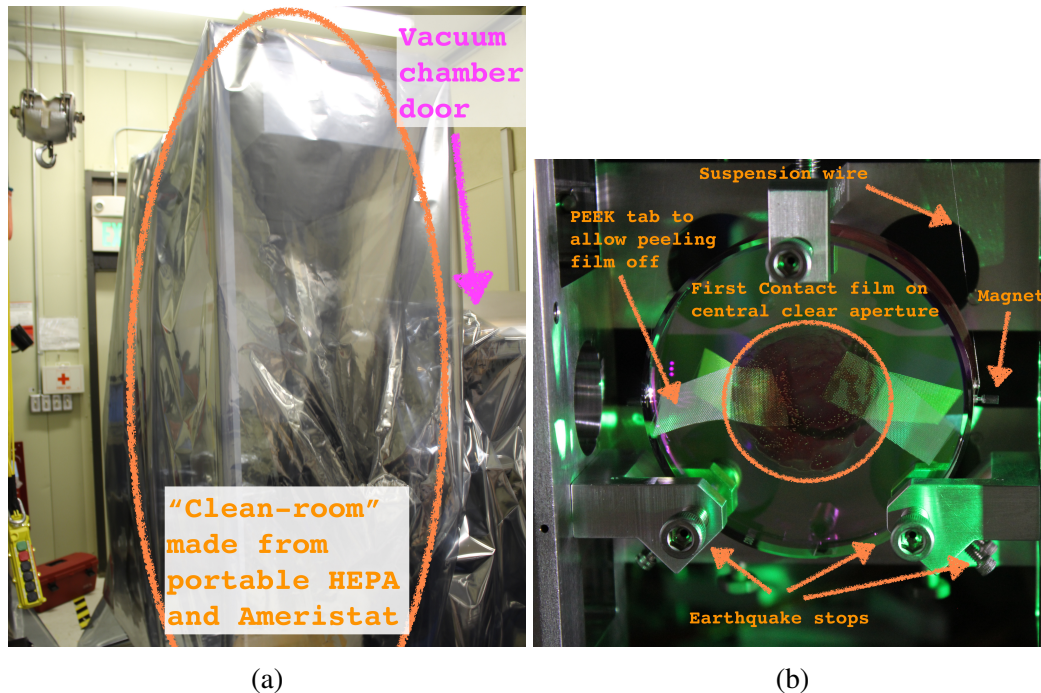 Vacuum
chamber
door
"Clean-room"
made from
portable HEPA
and Ameristat
(a)
Suspension wire
PEEK tab to
allow peeling
film off
First Contact film on
central clear aperture
Magnet
Earthquake stops
(b)